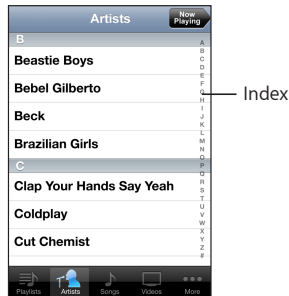 Artists
Now Playing
B
Beastie Boys
Bebel Gilberto
Beck
Brazilian Girls
C
Clap Your Hands Say Yeah
Coldplay
Cut Chemist
A
B
C
D
E
F
G
H
I
J
K
L
M
N
O
P
Q
R
S
T
U
V
W
X
Y
Z
#
Index
Playlists
Artists
Songs
Videos
More